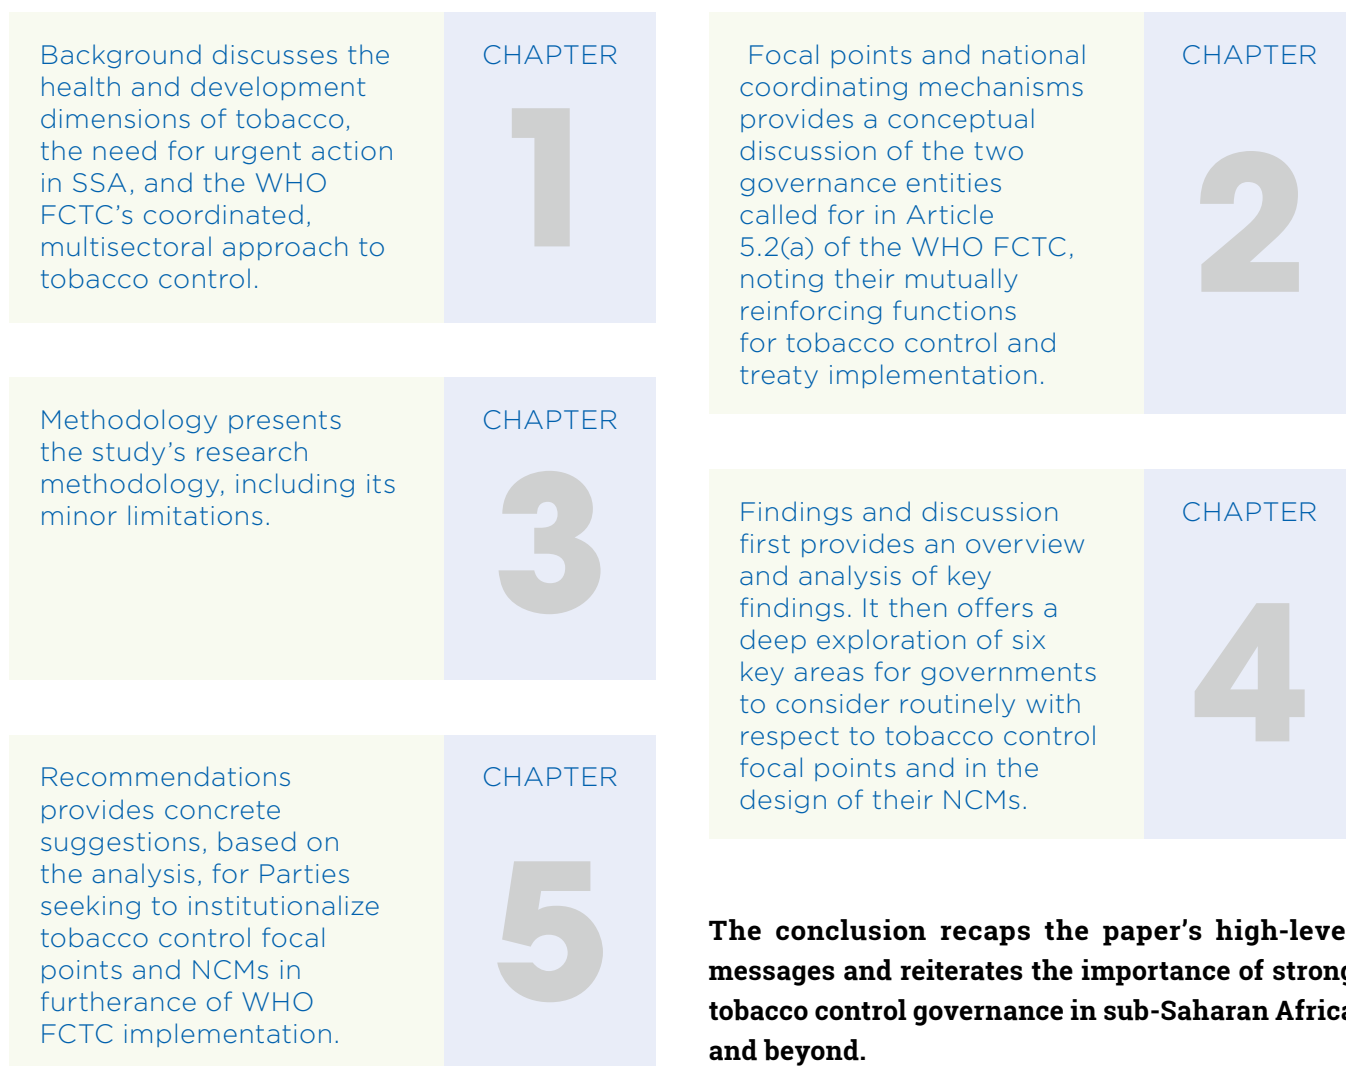 Background discusses the
health and development
dimensions of tobacco,
the need for urgent action
in SSA, and the WHO
FCTC’s coordinated,
multisectoral approach to
tobacco control.
CHAPTER
1
Focal points and national
coordinating mechanisms
provides a conceptual
discussion of the two
governance entities
called for in Article
5.2(a) of the WHO FCTC,
noting their mutually
reinforcing functions
for tobacco control and
treaty implementation.
CHAPTER
2
Methodology presents
the study’s research
methodology, including its
minor limitations.
CHAPTER
3
Findings and discussion
first provides an overview
and analysis of key
findings. It then offers a
deep exploration of six
key areas for governments
to consider routinely with
respect to tobacco control
focal points and in the
design of their NCMs.
CHAPTER
4
Recommendations
provides concrete
suggestions, based on
the analysis, for Parties
seeking to institutionalize
tobacco control focal
points and NCMs in
furtherance of WHO
FCTC implementation.
CHAPTER
5
The conclusion recaps the paper’s high-leve
messages and reiterates the importance of strong
tobacco control governance in sub-Saharan Africa
and beyond.